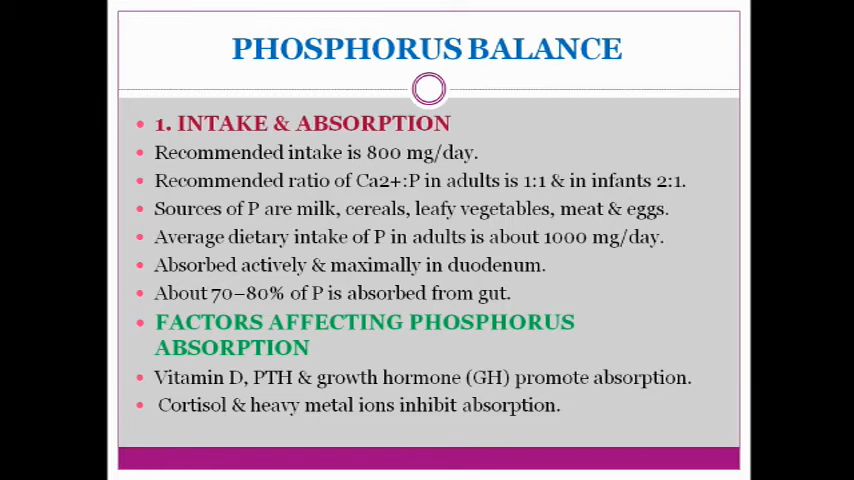 PHOSPHORUS BALANCE
• 1. INTAKE & ABSORPTION
• Recommended intake is 800 mg/day.
• Recommended ratio of Ca2+:P in adults is 1:1 & in infants 2:1.
• Sources of P are milk, cereals, leafy vegetables, meat & eggs.
• Average dietary intake of P in adults is about 1000 mg/day.
• Absorbed actively & maximally in duodenum.
• About 70–80% of P is absorbed from gut.
• FACTORS AFFECTING PHOSPHORUS
ABSORPTION
• Vitamin D, PTH & growth hormone (GH) promote absorption.
• Cortisol & heavy metal ions inhibit absorption.